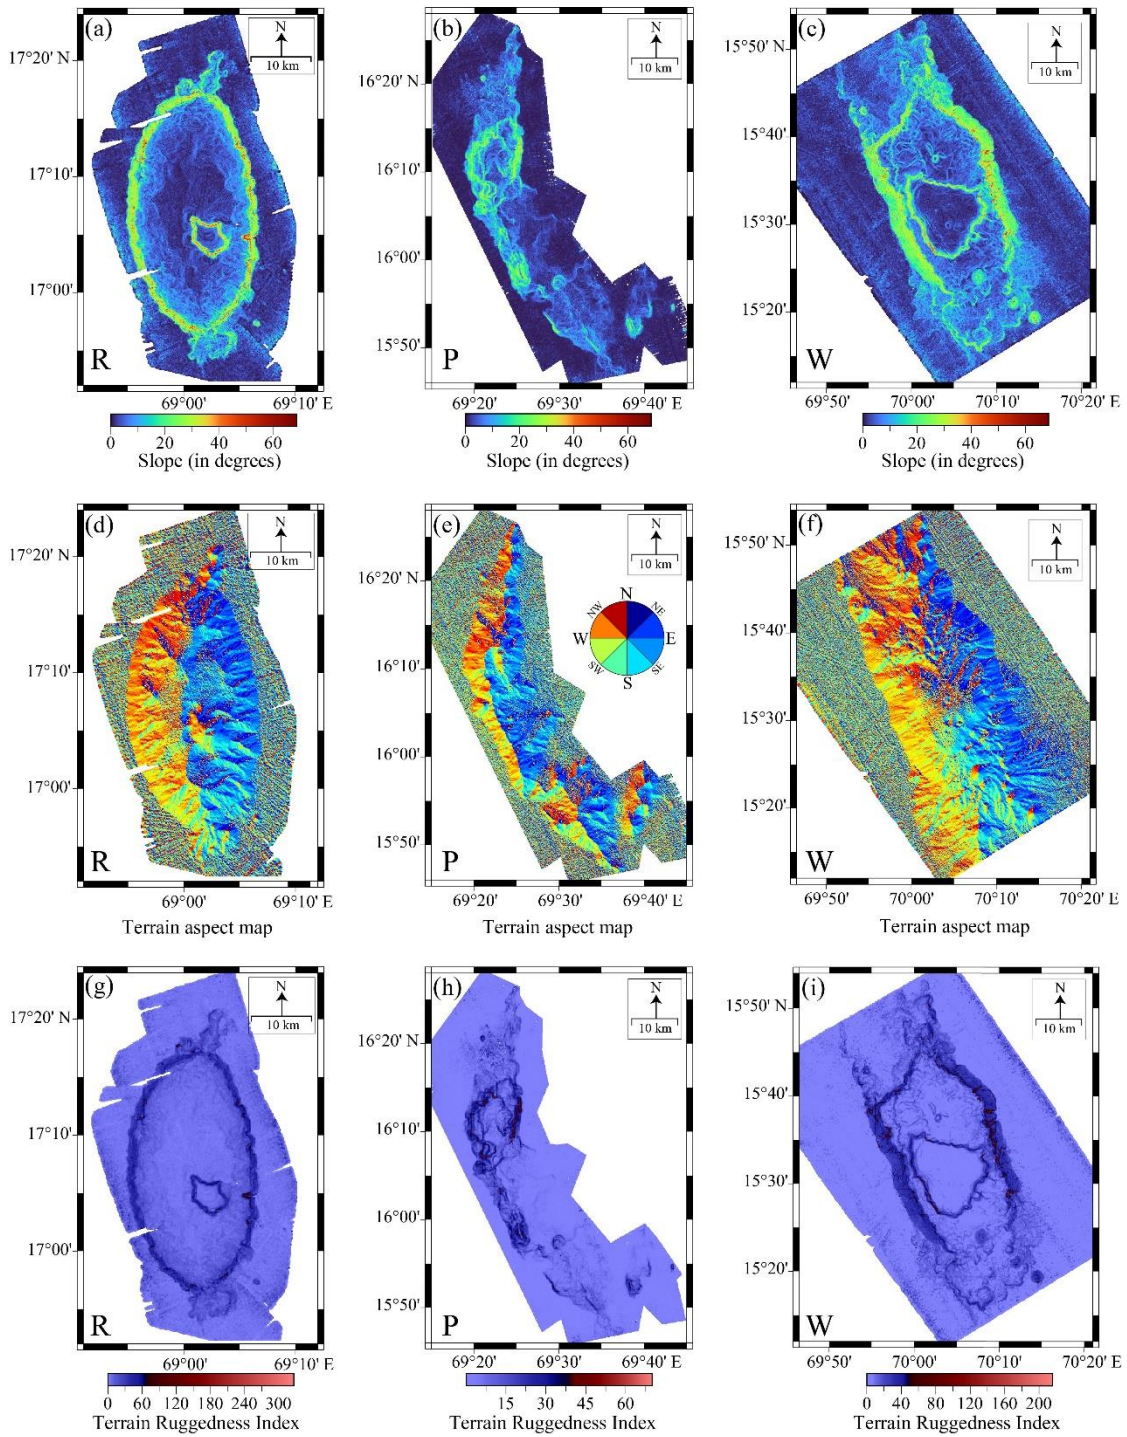 (a)
N
10 km
17°20' N
17°10'
17°00'
R
69°00'
69°10' E
0 20 40 60
Slope (in degrees)
(b)
N
10 km
16°20' N
16°10'
16°00'
15°50'
P
69°20'
69°30'
69°40' E
0 20 40 60
Slope (in degrees)
(c)
N
10 km
15°50' N
15°40'
15°30'
15°20'
W
69°50'
70°00'
70°10'
70°20' E
0 20 40 60
Slope (in degrees)
(d)
N
10 km
17°20' N
17°10'
17°00'
R
69°00'
69°10' E
Terrain aspect map
(e)
N
10 km
16°20' N
16°10'
16°00'
15°50'
N
NW
NE
W
E
SW
SE
S
P
69°20'
69°30'
69°40' E
Terrain aspect map
(f)
N
10 km
15°50' N
15°40'
15°30'
15°20'
W
69°50'
70°00'
70°10'
70°20' E
Terrain aspect map
(g)
N
10 km
17°20' N
17°10'
17°00'
R
69°00'
69°10' E
0 60 120 180 240 300
Terrain Ruggedness Index
(h)
N
10 km
16°20' N
16°10'
16°00'
15°50'
P
69°20'
69°30'
69°40' E
15 30 45 60
Terrain Ruggedness Index
(i)
N
10 km
15°50' N
15°40'
15°30'
15°20'
W
69°50'
70°00'
70°10'
70°20' E
0 40 80 120 160 200
Terrain Ruggedness Index